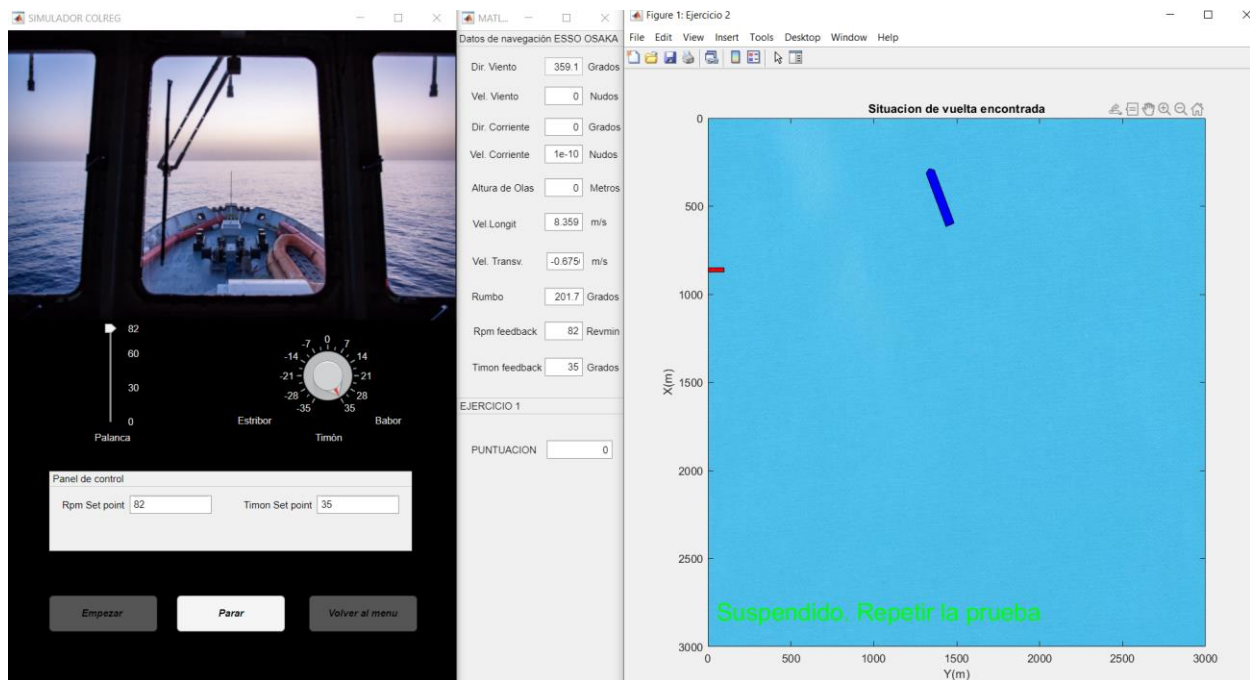 SIMULADOR COLREG
-7 0 7
-14 14
-21 21
-28 28
-35 35
82
60
30
0
Palanca
Estribor
Babor
Timón
Panel de control
Rpm Set point 82 Timon Set point 35
Empezar Parar Volver al menu
MATL...
Datos de navegación ESSO OSAKA
Dir. Viento 359.1 Grados
Vel. Viento 0 Nudos
Dir. Corriente 0 Grados
Vel. Corriente 1e-10 Nudos
Altura de Olas 0 Metros
Vel.Longit 8.359 m/s
Vel. Transv. -0.675 m/s
Rumbo 201.7 Grados
Rpm feedback 82 Revmin
Timon feedback 35 Grados
EJERCICIO 1
PUNTUACION 0
Figure 1: Ejercicio 2
File Edit View Insert Tools Desktop Window Help
Situacion de vuelta encontrada
0
500
1000
1500
2000
2500
3000
X(m)
Suspendido. Repetir la prueba
0 500 1000 1500 2000 2500 3000
Y(m)